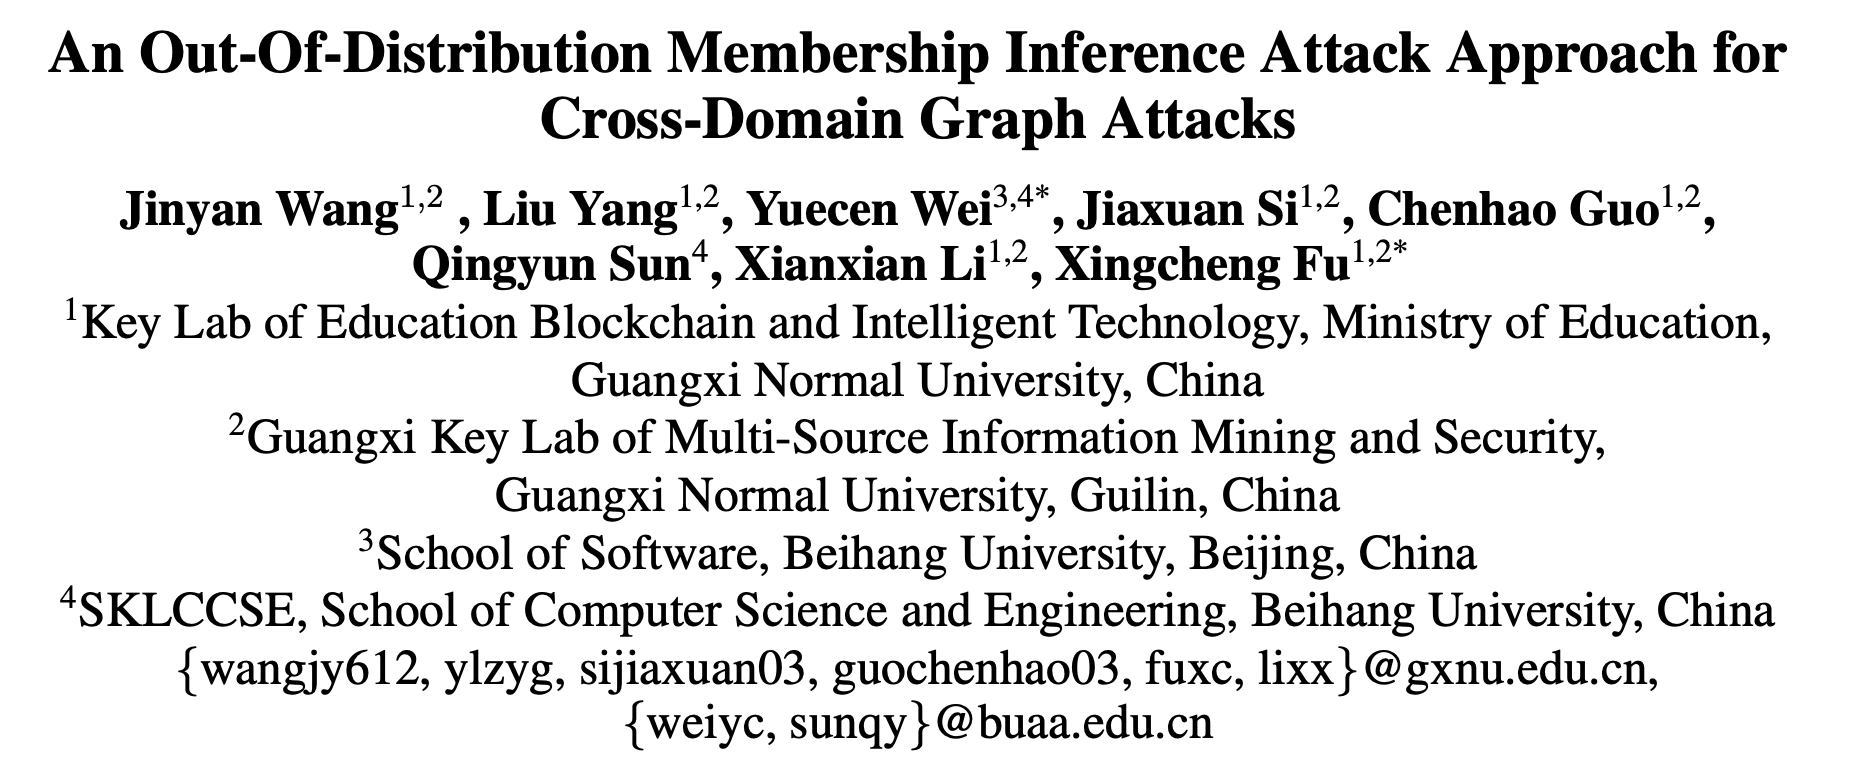 An Out-Of-Distribution Membership Inference Attack Approach for
Cross-Domain Graph Attacks
Jinyan Wang1,2 , Liu Yang1,2, Yuecen Wei3,4*, Jiaxuan Si1,2, Chenhao Guo1,2,
Qingyun Sun4, Xianxian Li1,2, Xingcheng Fu1,2*
1Key Lab of Education Blockchain and Intelligent Technology, Ministry of Education,
Guangxi Normal University, China
2Guangxi Key Lab of Multi-Source Information Mining and Security,
Guangxi Normal University, Guilin, China
3School of Software, Beihang University, Beijing, China
4SKLCCSE, School of Computer Science and Engineering, Beihang University, China
{wangjy612, ylzyg, sijiaxuan03, guochenhao03, fuxc, lixx}@gxnu.edu.cn,
{weiyc, sunqy}@buaa.edu.cn